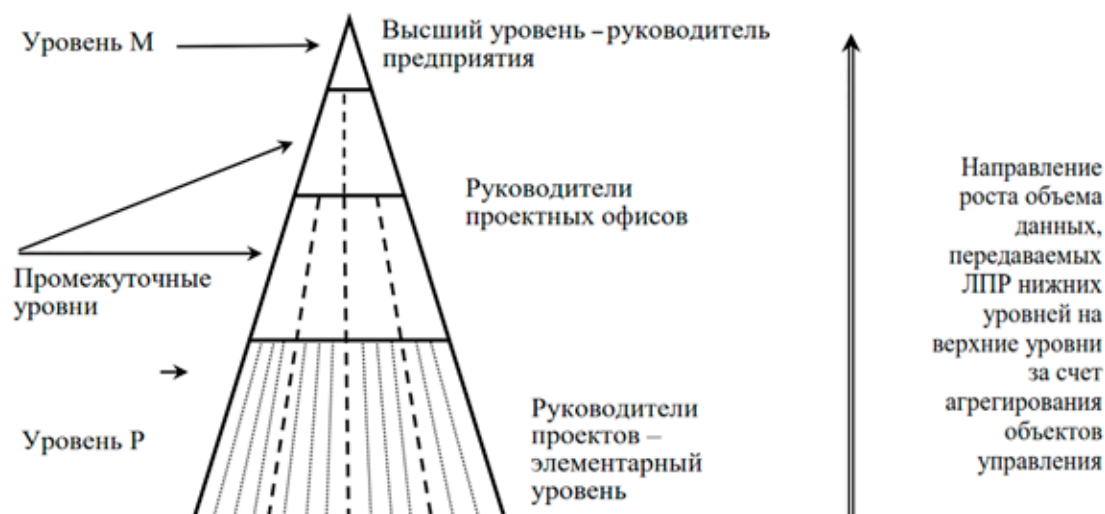 Уровень М
Высший уровень – руководитель
предприятия
Руководители
проектных офисов
Промежуточные
уровни
Уровень Р
Руководители
проектов –
элементарный
уровень
Направление
роста объема
данных,
передаваемых
ЛПР нижних
уровней на
верхние уровни
за счет
агрегирования
объектов
управления